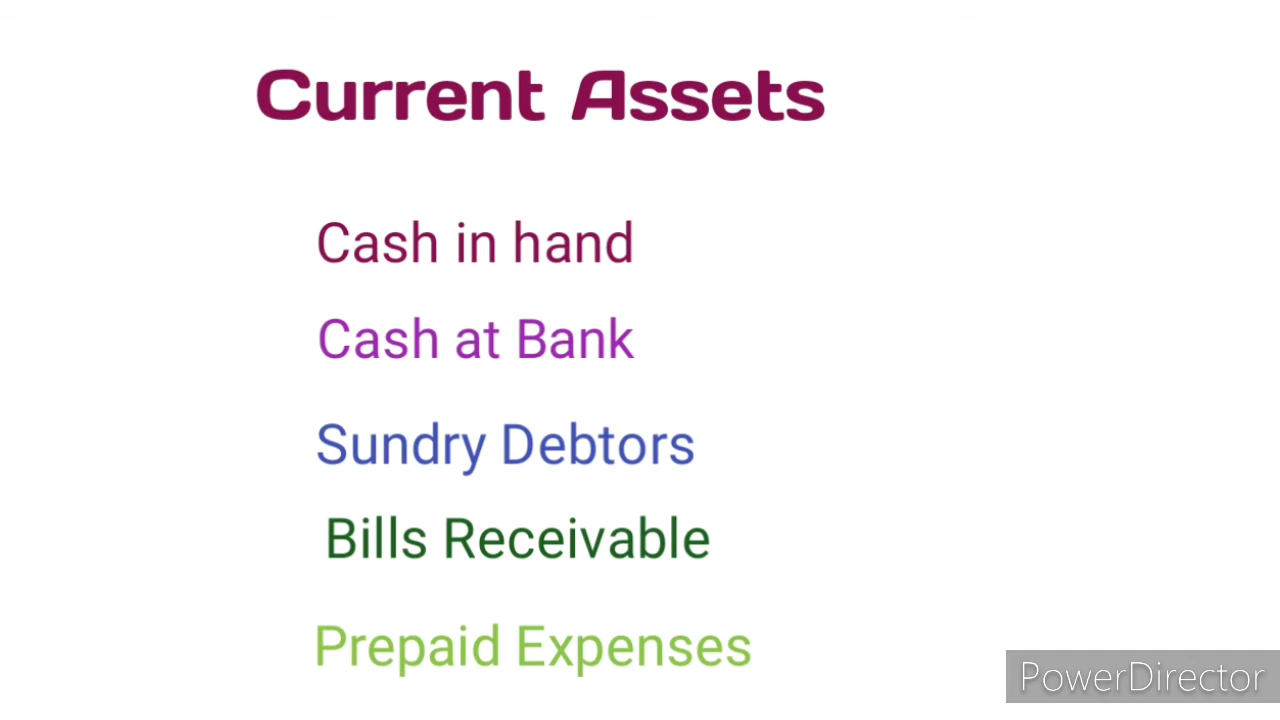 Current Assets
Cash in hand
Cash at Bank
Sundry Debtors
Bills Receivable
Prepaid Expenses
PowerDirector